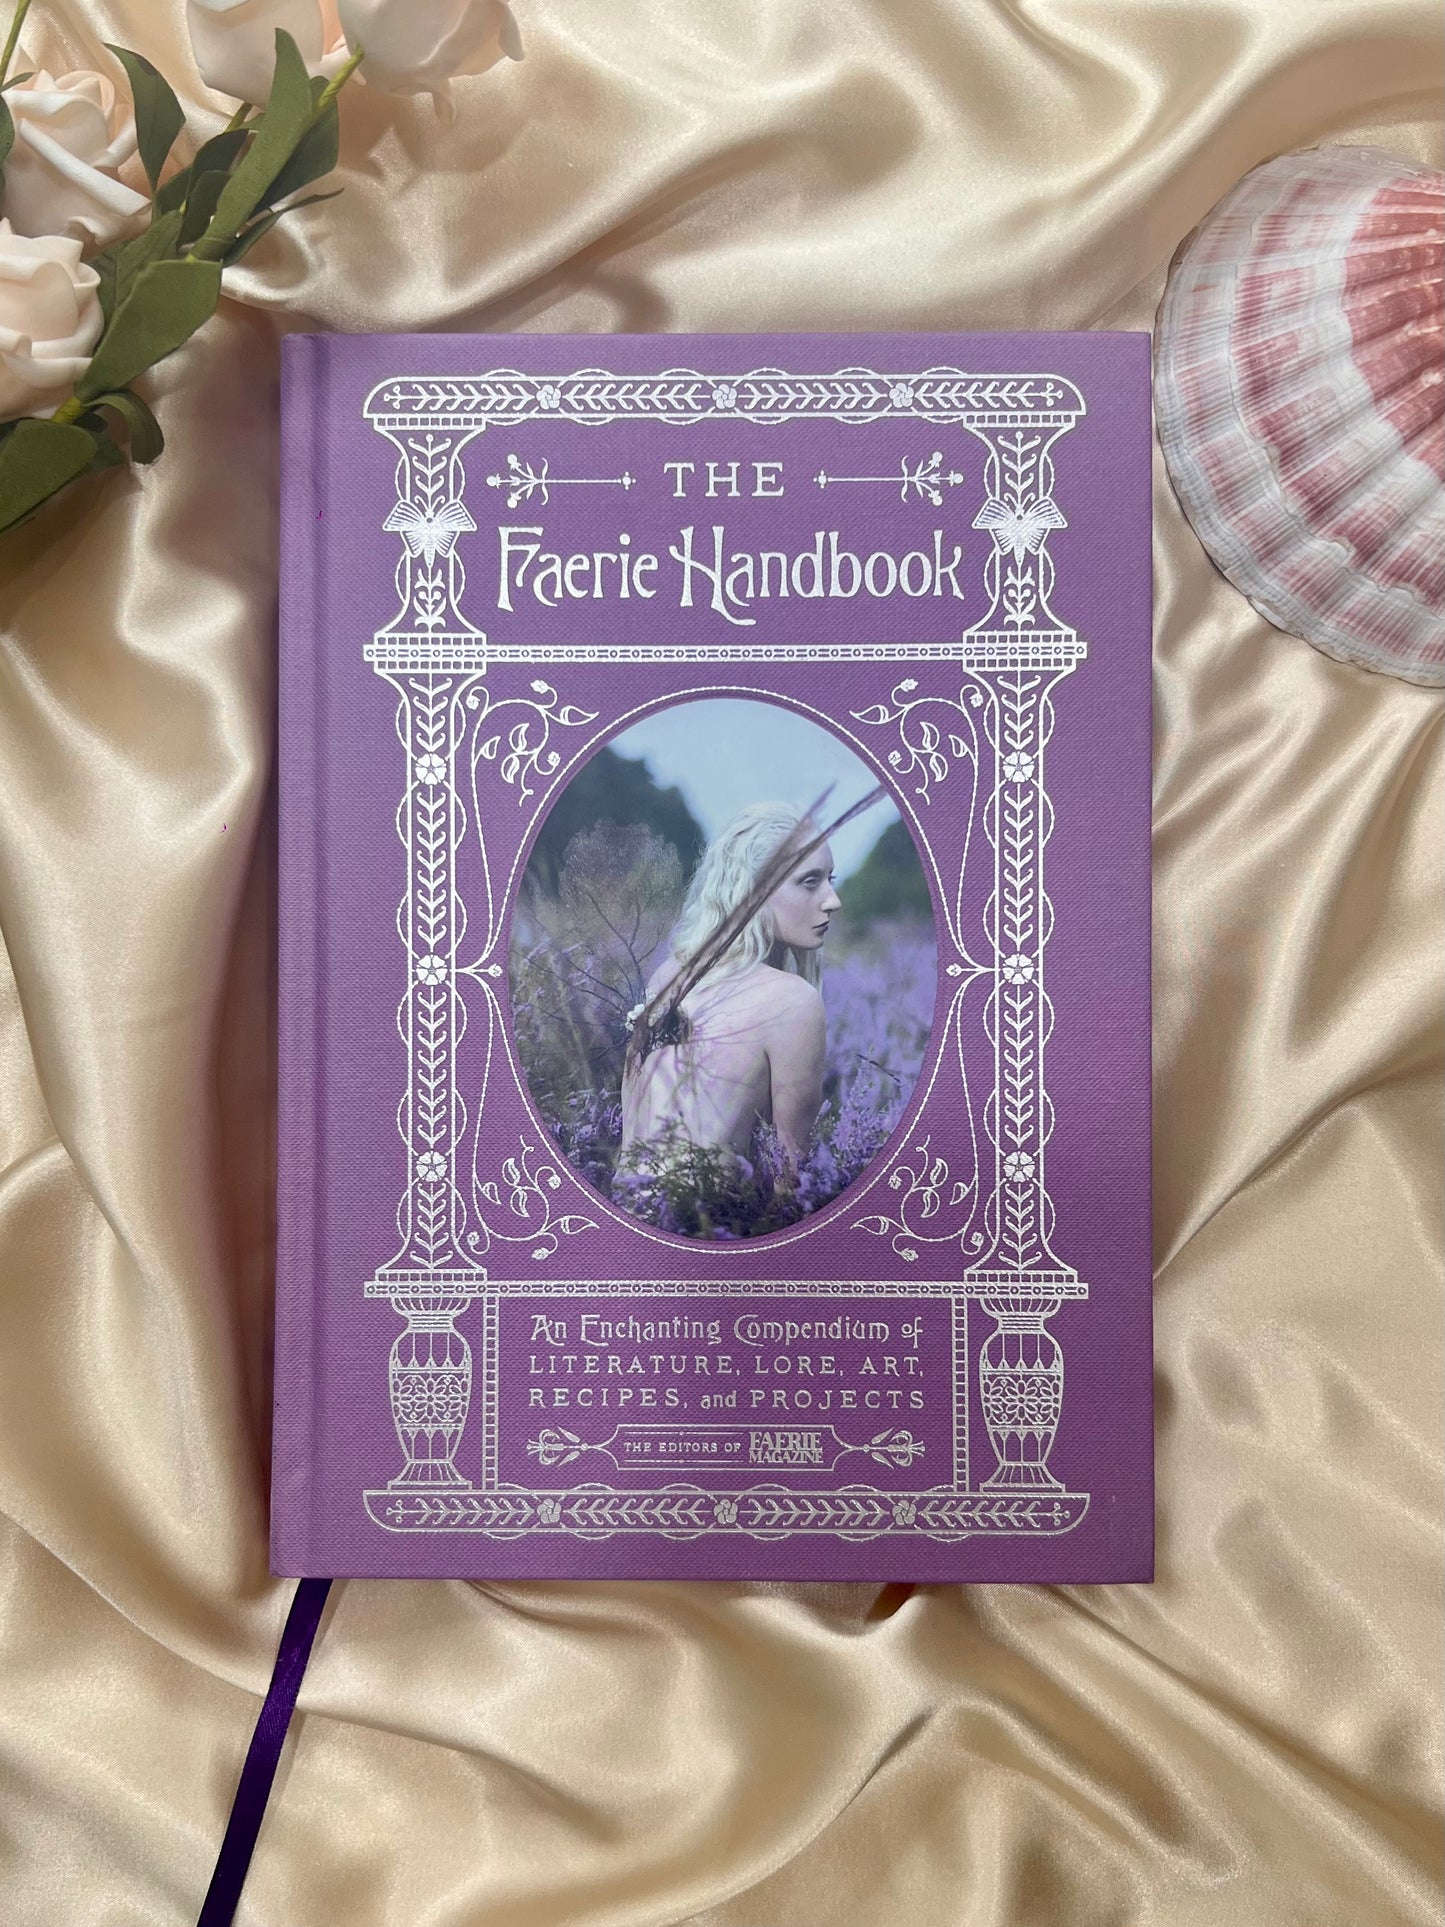 THE
Faerie Handbook
An Enchanting Compendium of
LITERATURE, LORE, ART,
RECIPES, and PROJECTS
THE EDITORS OF FAERIE
MAGAZINE